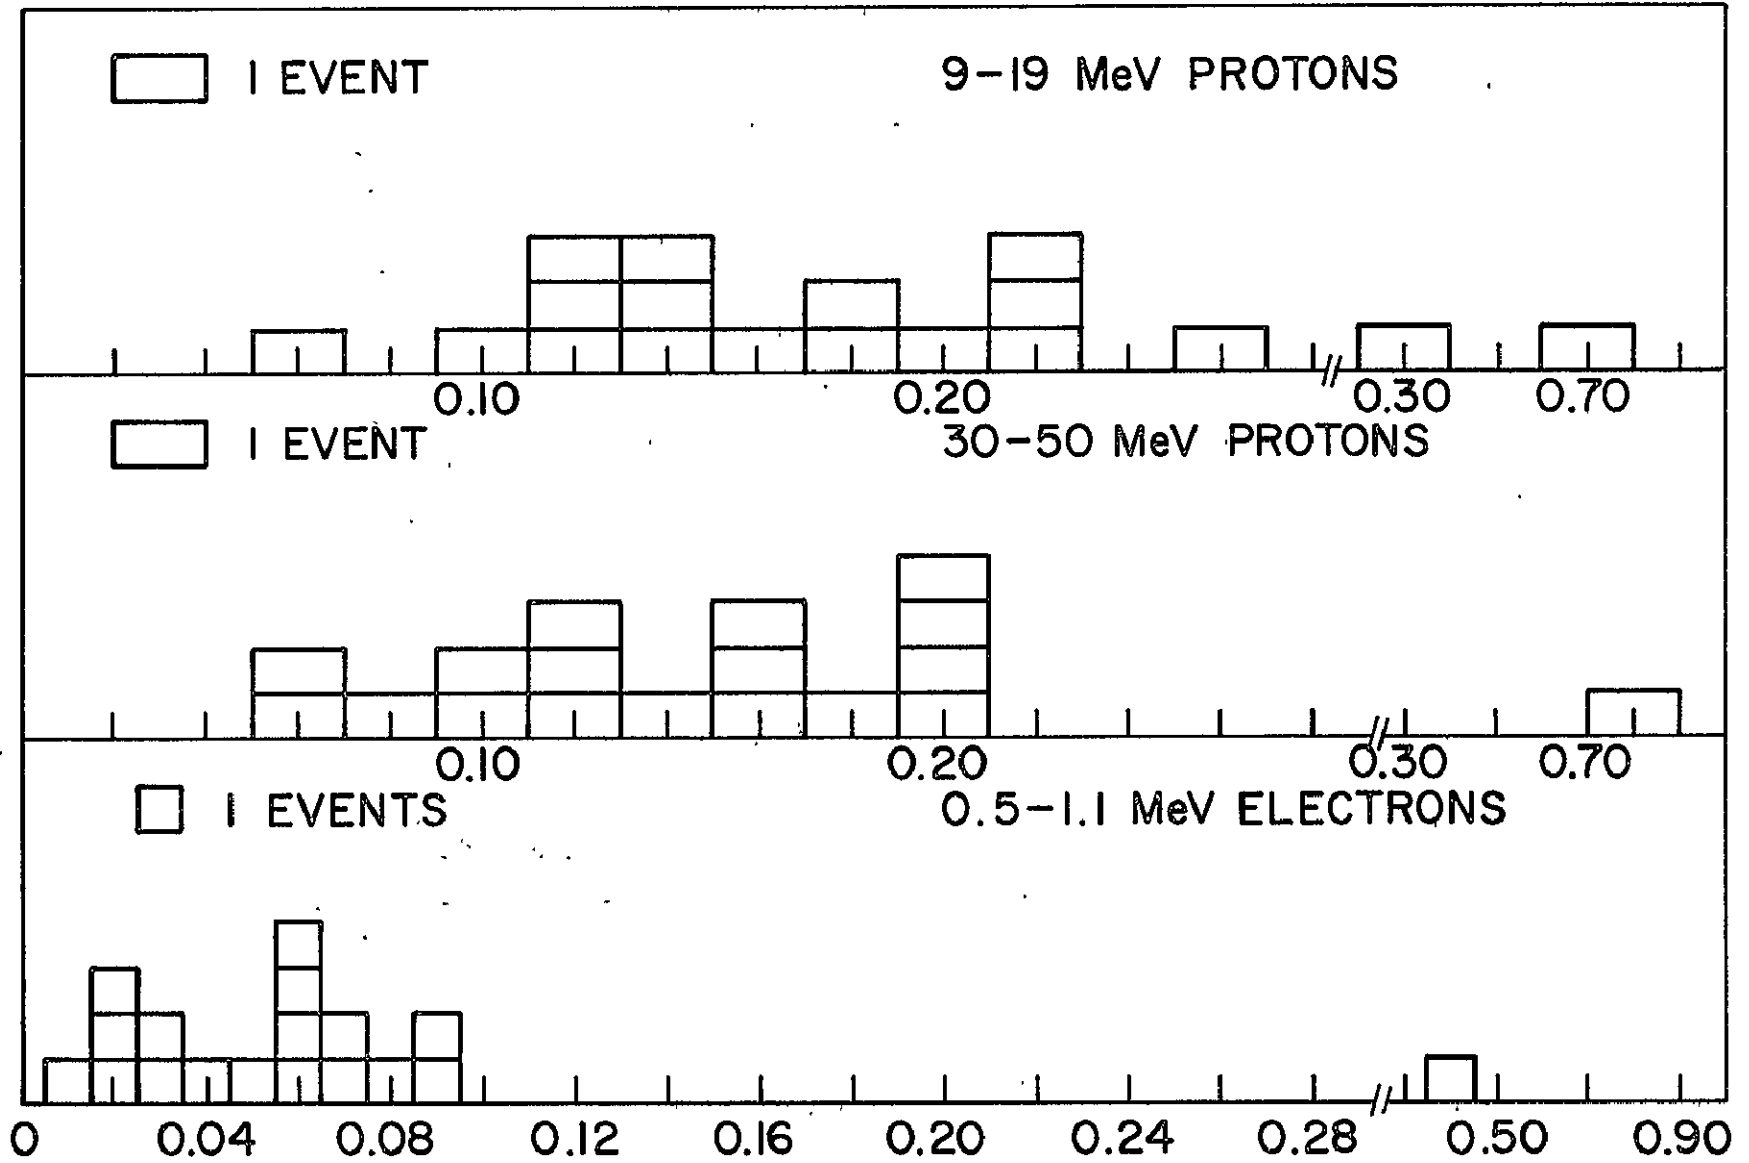 1 EVENT 9-19 MeV PROTONS
0.10 0.20 0.30 0.70
1 EVENT 30-50 MeV PROTONS
0.10 0.20 0.30 0.70
1 EVENTS 0.5-1.1 MeV ELECTRONS
0 0.04 0.08 0.12 0.16 0.20 0.24 0.28 0.50 0.90